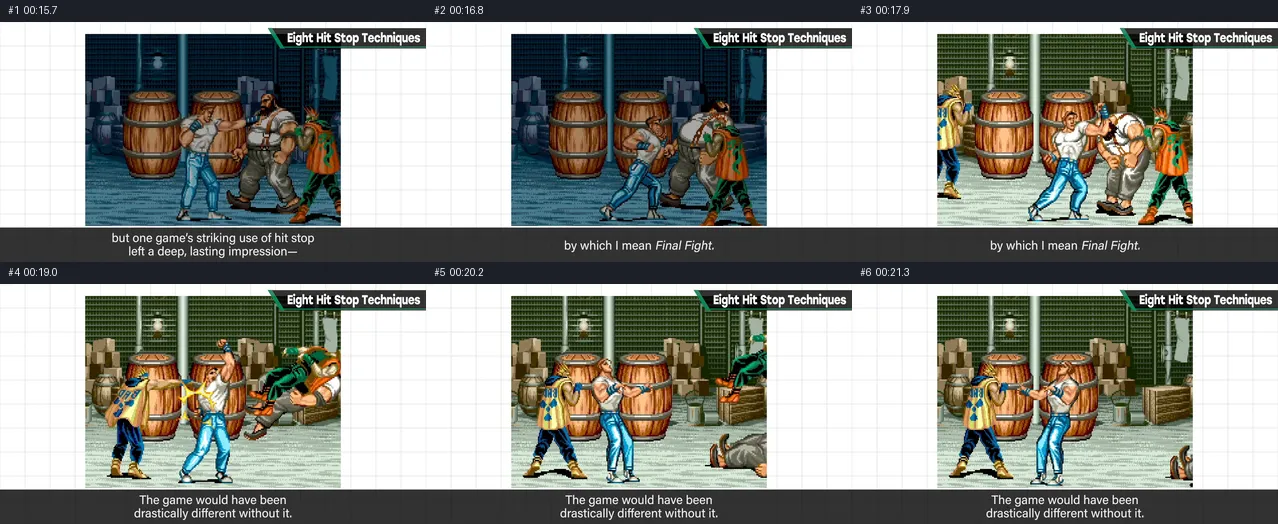 #1 00:15.7
Eight Hit Stop Techniques
but one game's striking use of hit stop
left a deep, lasting impression—
#2 00:16.8
Eight Hit Stop Techniques
by which I mean Final Fight.
#3 00:17.9
Eight Hit Stop Techniques
by which I mean Final Fight.
#4 00:19.0
Eight Hit Stop Techniques
The game would have been
drastically different without it.
#5 00:20.2
Eight Hit Stop Techniques
The game would have been
drastically different without it.
#6 00:21.3
Eight Hit Stop Techniques
The game would have been
drastically different without it.